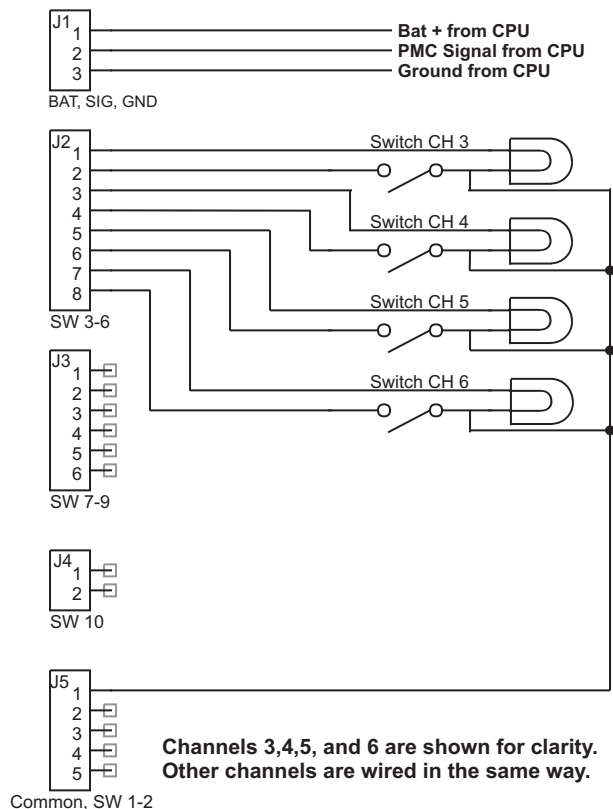 J1
1 Bat + from CPU
2 PMC Signal from CPU
3 Ground from CPU
BAT, SIG, GND
J2
1 Switch CH 3
2
3
4 Switch CH 4
5
6
7
8
Switch CH 5
SW 3-6
Switch CH 6
J3
1
2
3
4
5
6
SW 7-9
J4
1
2
SW 10
J5
1
2
3
4
5
Common, SW 1-2
Channels 3,4,5, and 6 are shown for clarity.
Other channels are wired in the same way.